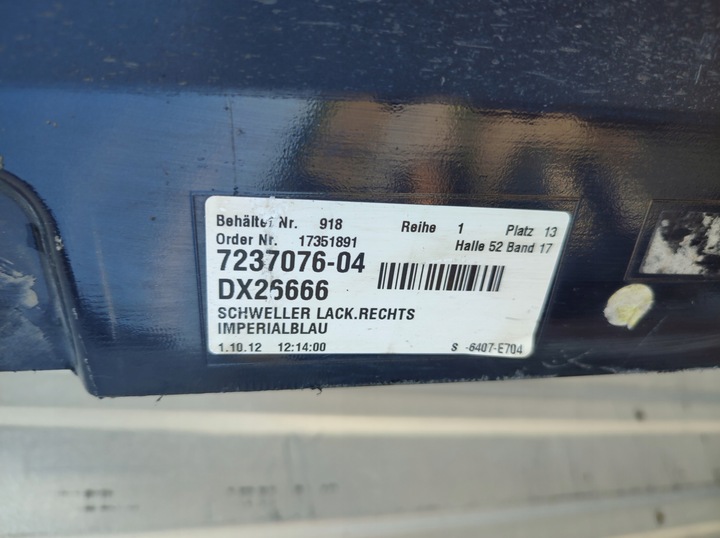 Behälter Nr. 918 Reihe 1 Platz 13
Order Nr. 17351891 Halle 52 Band 17
7237076-04
DX26666
SCHWELLER LACK.RECHTS
IMPERIALBLAU
1.10.12 12:14:00 S -6407-E704